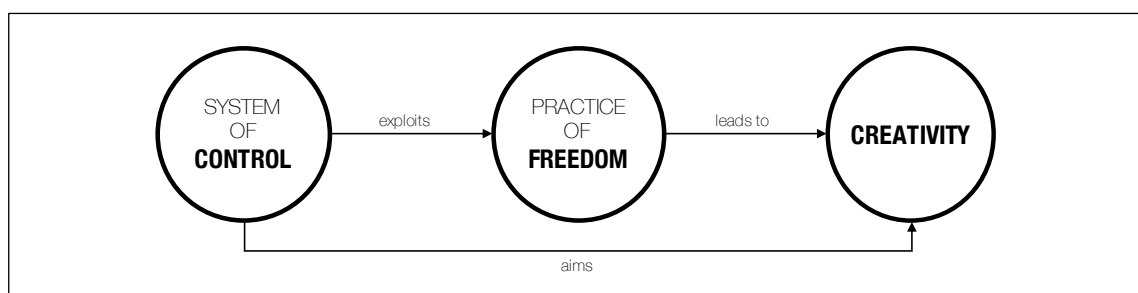 SYSTEM
OF
CONTROL
exploits
PRACTICE
OF
FREEDOM
leads to
CREATIVITY
aims